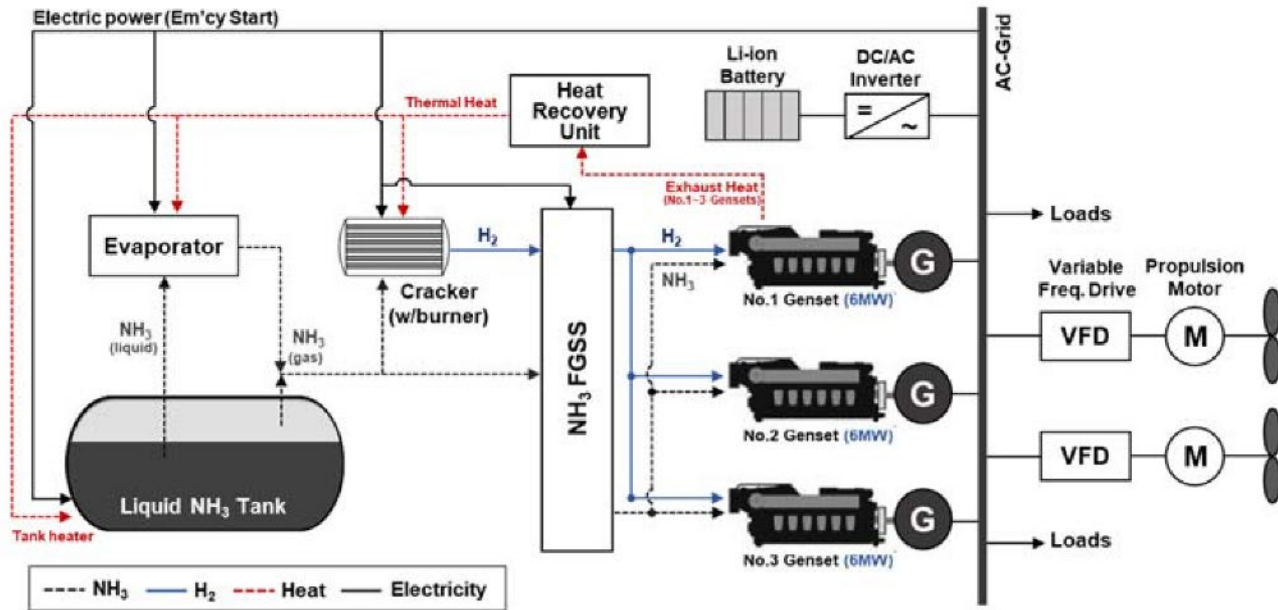 Electric power (Em'cy Start)
AC-Grid
Li-ion
Battery
DC/AC
Inverter
=
~
Heat
Recovery
Unit
Thermal Heat
Exhaust Heat
(No.1~3 Gensets)
Loads
Evaporator
H₂
H₂
NH₃
G
Variable
Freq. Drive
Propulsion
Motor
Cracker
(w/burner)
No.1 Genset (6MW)
NH₃
(liquid)
NH₃
(gas)
VFD
M
NH₃ FGSS
G
No.2 Genset (6MW)
VFD
M
Liquid NH₃ Tank
Tank heater
G
Loads
No.3 Genset (6MW)
NH₃
H₂
Heat
Electricity